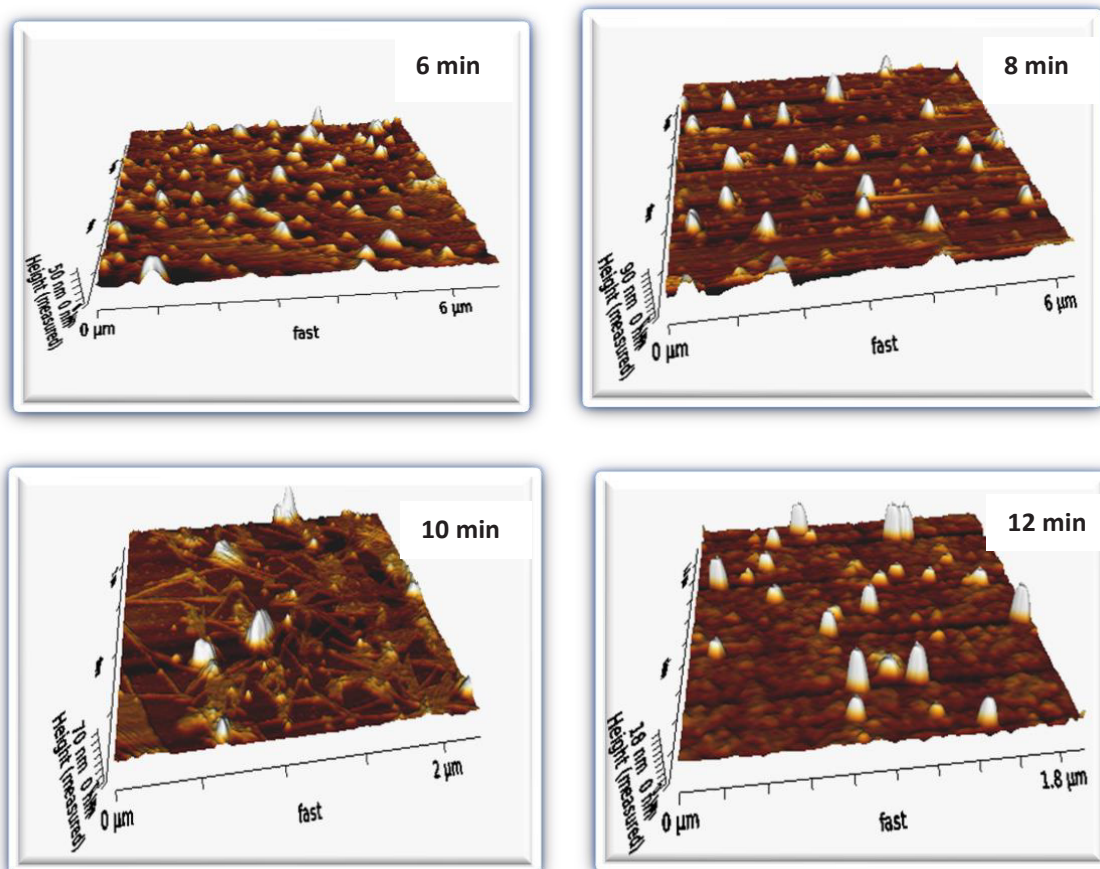 6 min
50 nm 0 nm
Height (measured)
0 µm
6 µm
fast
8 min
90 nm 0 nm
Height (measured)
0 µm
6 µm
fast
10 min
70 nm 0 nm
Height (measured)
0 µm
2 µm
fast
12 min
18 nm 0 nm
Height (measured)
0 µm
1.8 µm
fast